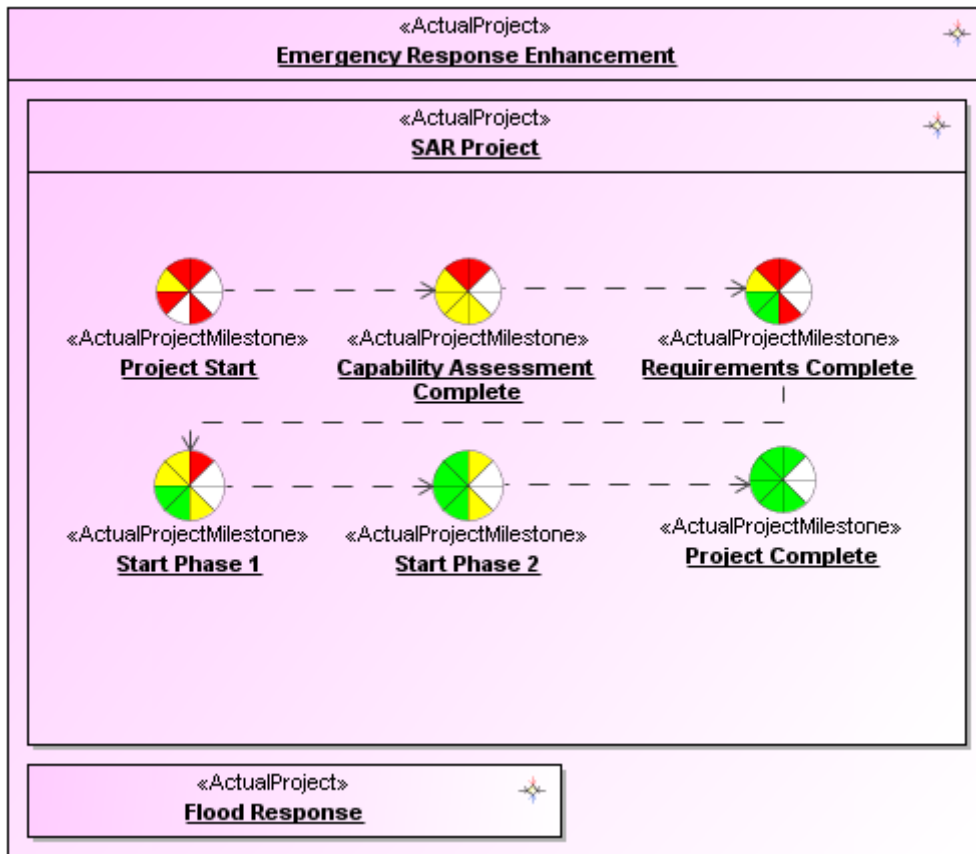 «ActualProject»
Emergency Response Enhancement
«ActualProject»
SAR Project
«ActualProjectMilestone»
Project Start
«ActualProjectMilestone»
Capability Assessment
Complete
«ActualProjectMilestone»
Requirements Complete
«ActualProjectMilestone»
Start Phase 1
«ActualProjectMilestone»
Start Phase 2
«ActualProjectMilestone»
Project Complete
«ActualProject»
Flood Response